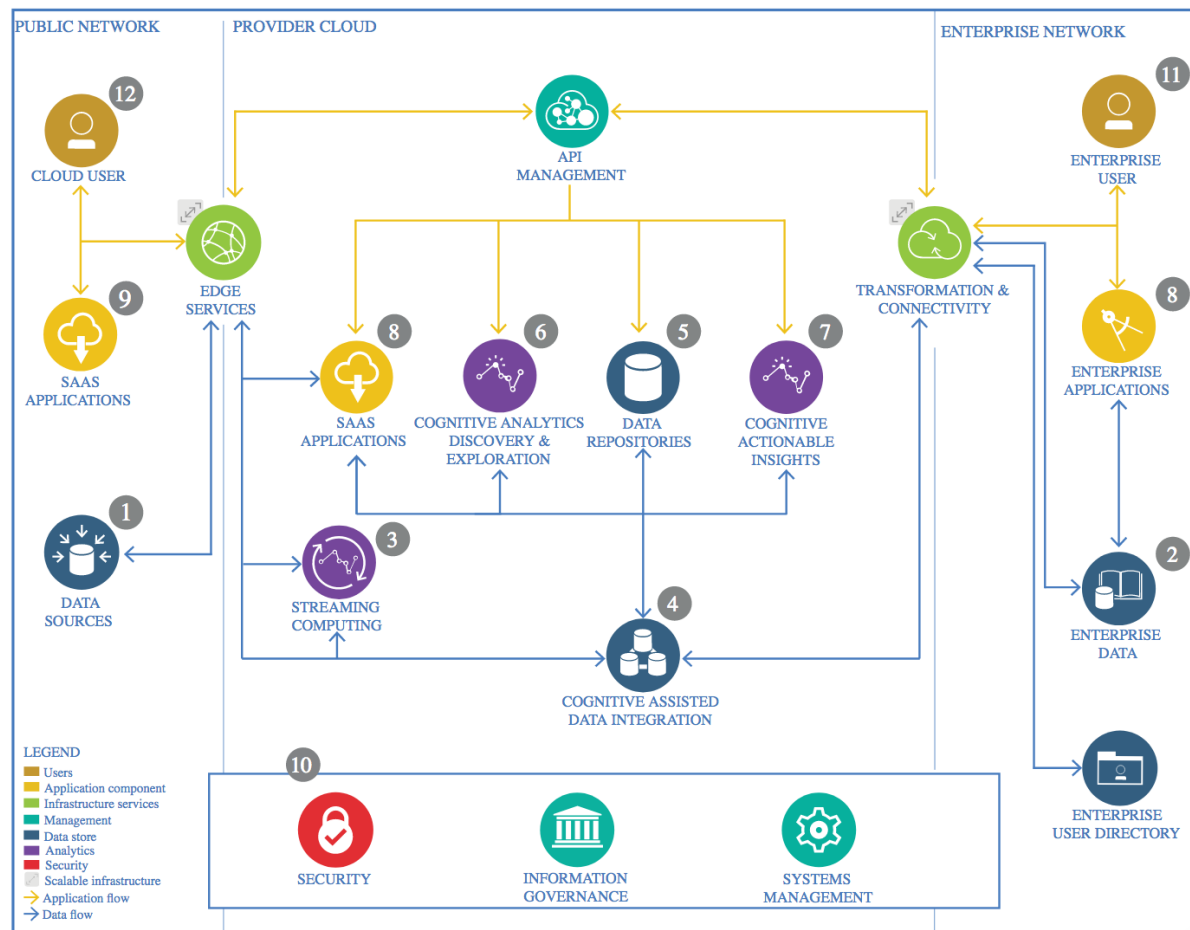 PUBLIC NETWORK
PROVIDER CLOUD
ENTERPRISE NETWORK
12
CLOUD USER
API
MANAGEMENT
11
ENTERPRISE
USER
EDGE
SERVICES
TRANSFORMATION &
CONNECTIVITY
9
SAAS
APPLICATIONS
8
SAAS
APPLICATIONS
6
COGNITIVE ANALYTICS
DISCOVERY &
EXPLORATION
5
DATA
REPOSITORIES
7
COGNITIVE
ACTIONABLE
INSIGHTS
8
ENTERPRISE
APPLICATIONS
1
DATA
SOURCES
3
STREAMING
COMPUTING
4
COGNITIVE ASSISTED
DATA INTEGRATION
2
ENTERPRISE
DATA
ENTERPRISE
USER DIRECTORY
LEGEND
Users
Application component
Infrastructure services
Management
Data store
Analytics
Security
Scalable infrastructure
Application flow
Data flow
10
SECURITY
INFORMATION
GOVERNANCE
SYSTEMS
MANAGEMENT